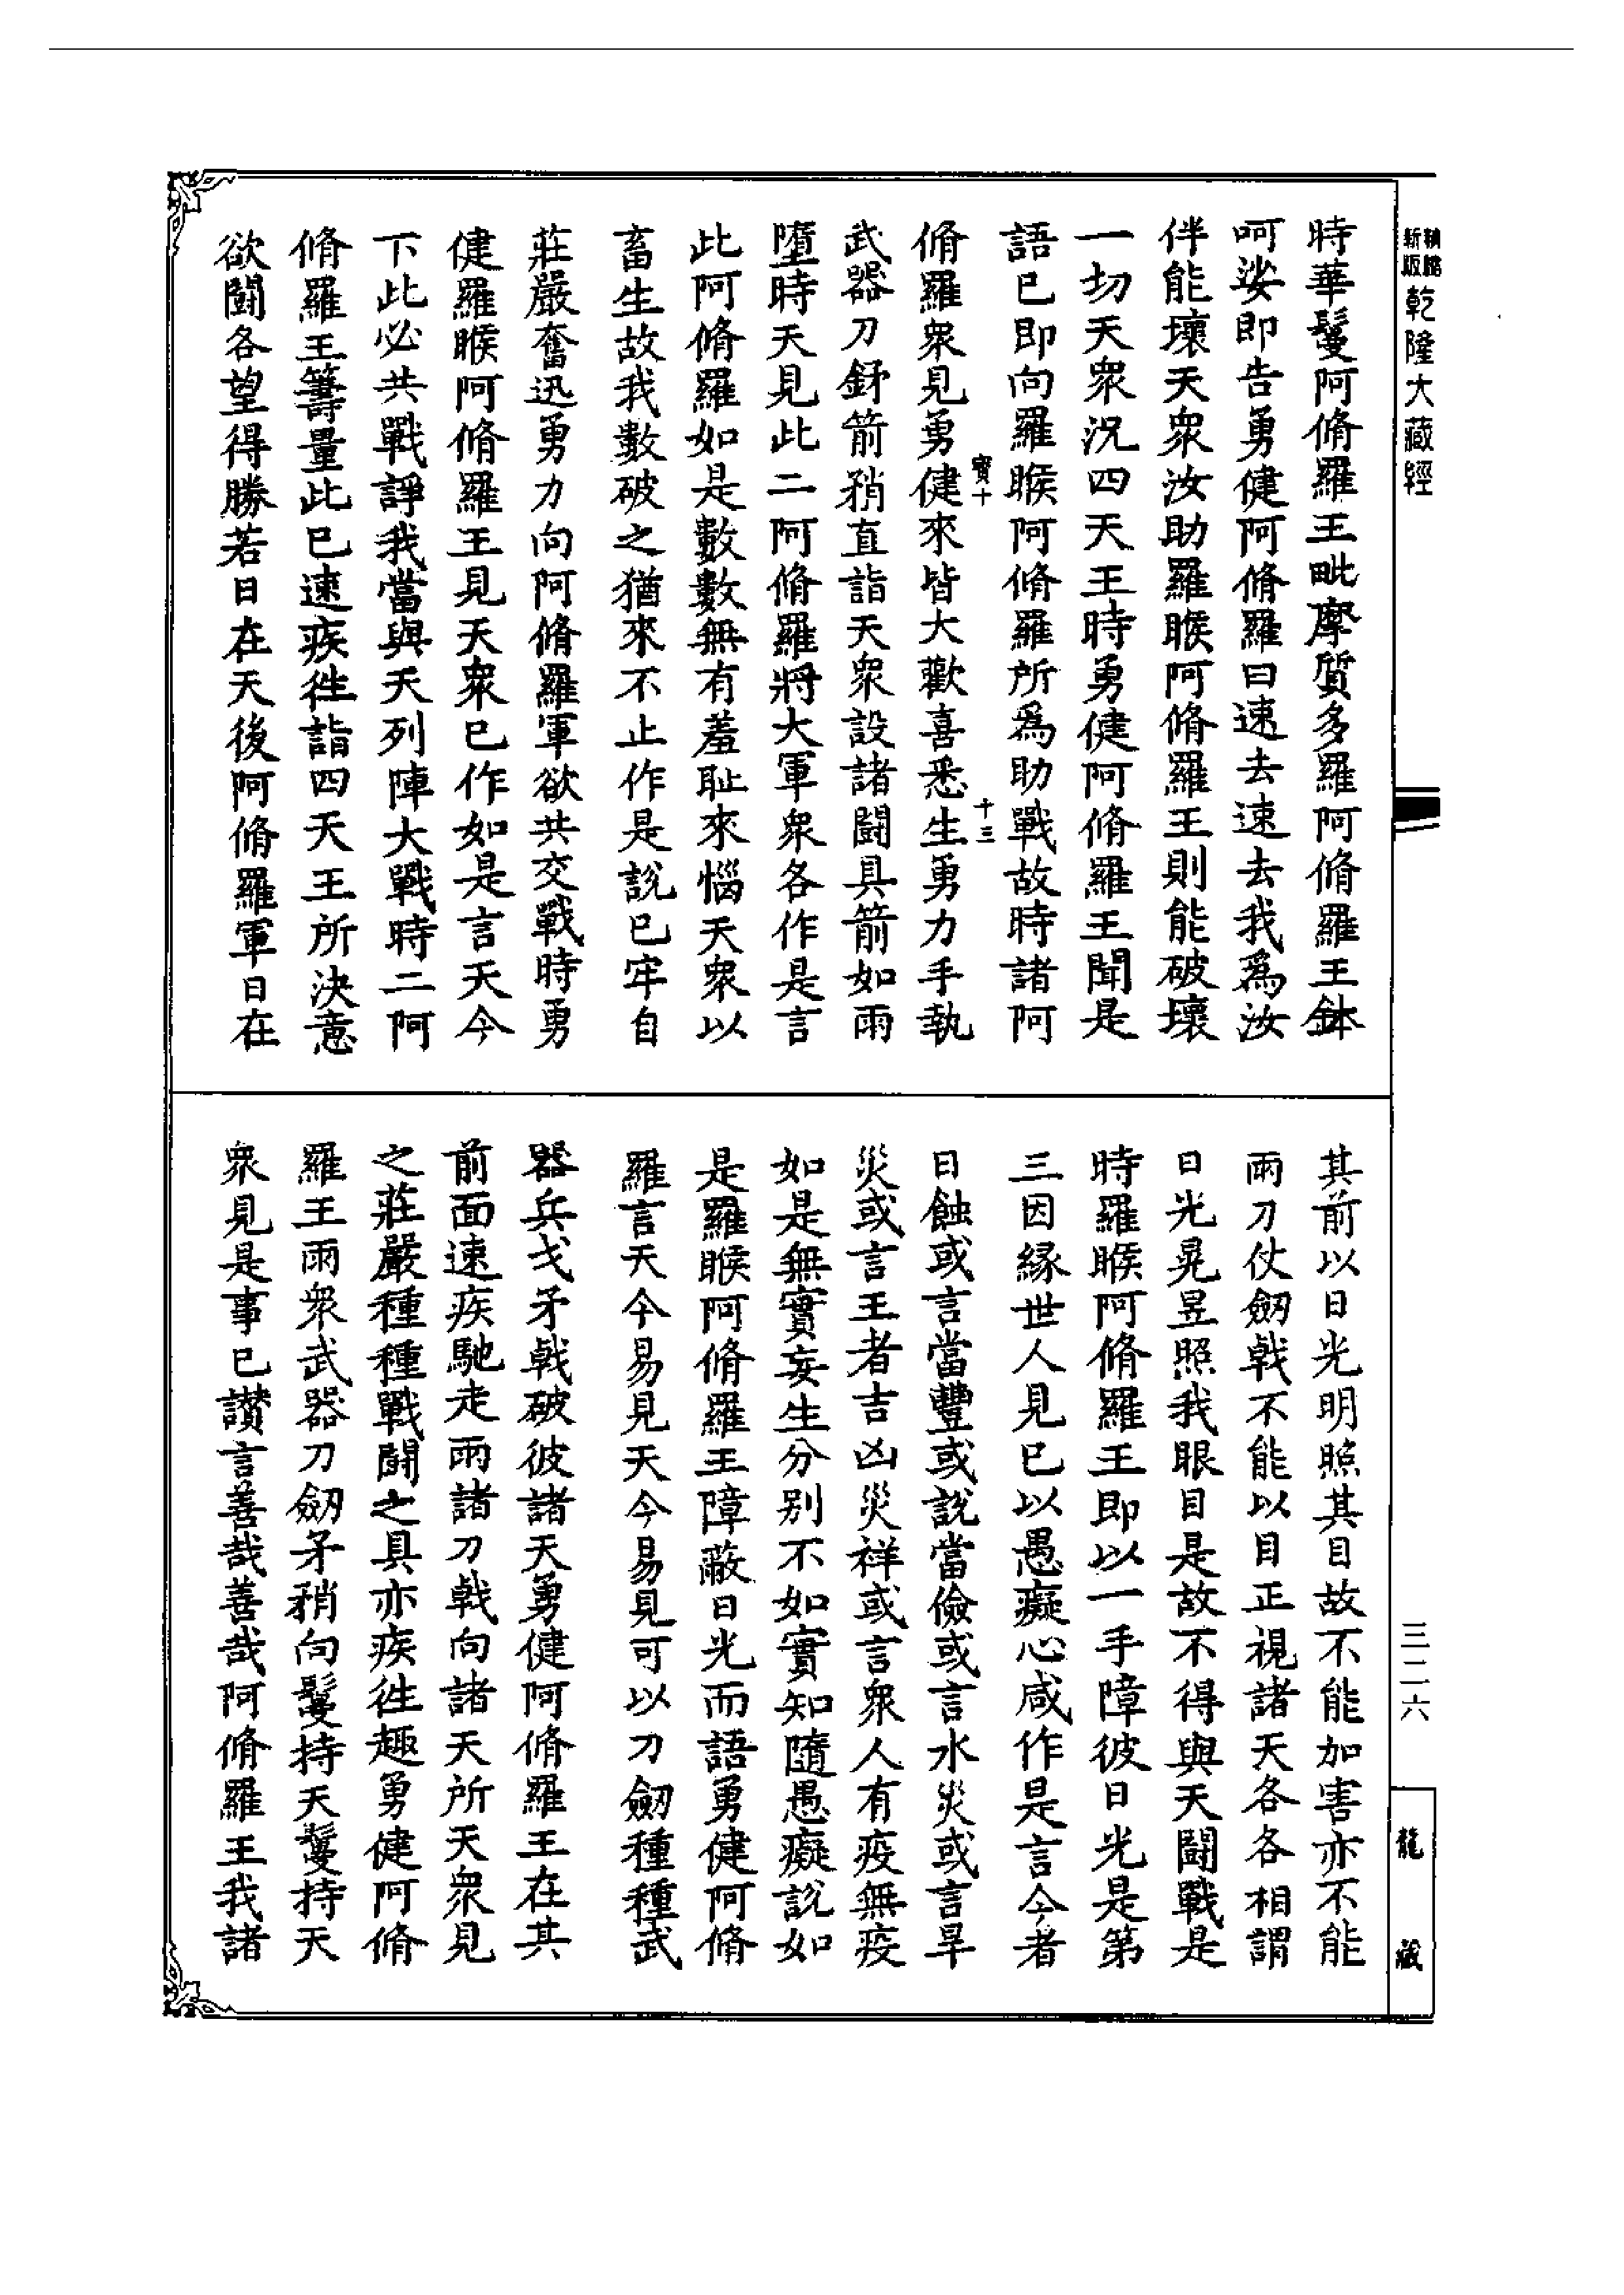 新版精縮乾隆大藏經
三二六
龍藏
時華鬘阿脩羅王毗摩質多羅阿脩羅王鉢
呵娑即告勇健阿脩羅曰速去速去我爲汝
伴能壞天衆汝助羅睺阿脩羅王則能破壞
一切天衆況四天王時勇健阿脩羅王聞是
語已即向羅睺阿脩羅所爲助戰故時諸阿
寶十
十三
脩羅衆見勇健來皆大歡喜悉生勇力手執
武器刀鈈箭矟直詣天衆設諸鬪具箭如雨
墮時天見此二阿脩羅將大軍衆各作是言
此阿脩羅如是數數無有羞耻來惱天衆以
畜生故我數破之猶來不止作是說已牢自
莊嚴奮迅勇力向阿脩羅軍欲共交戰時勇
健羅睺阿脩羅王見天衆已作如是言天今
下此必共戰諍我當與天列陣大戰時二阿
脩羅王籌量此已速疾徃詣四天王所決意
欲鬪各望得勝若日在天後阿脩羅軍日在
其前以日光明照其目故不能加害亦不能
雨刀仗劒戟不能以目正視諸天各各相謂
日光晃昱照我眼目是故不得與天鬪戰是
時羅睺阿脩羅王即以一手障彼日光是第
三因緣世人見已以愚癡心咸作是言今者
日蝕或言當豐或說當儉或言水災或言旱
災或言王者吉凶災祥或言衆人有疫無疫
如是無實妄生分別不如實知隨愚癡說如
是羅睺阿脩羅王障蔽日光而語勇健阿脩
羅言天今易見天今易見可以刀劒種種武
器兵戈矛戟破彼諸天勇健阿脩羅王在其
前面速疾馳走雨諸刀戟向諸天所天衆見
之莊嚴種種戰鬪之具亦疾徃趣勇健阿脩
羅王雨衆武器刀劒矛矟向鬘持天鬘持天
衆見是事已讃言善哉善哉阿脩羅王我諸